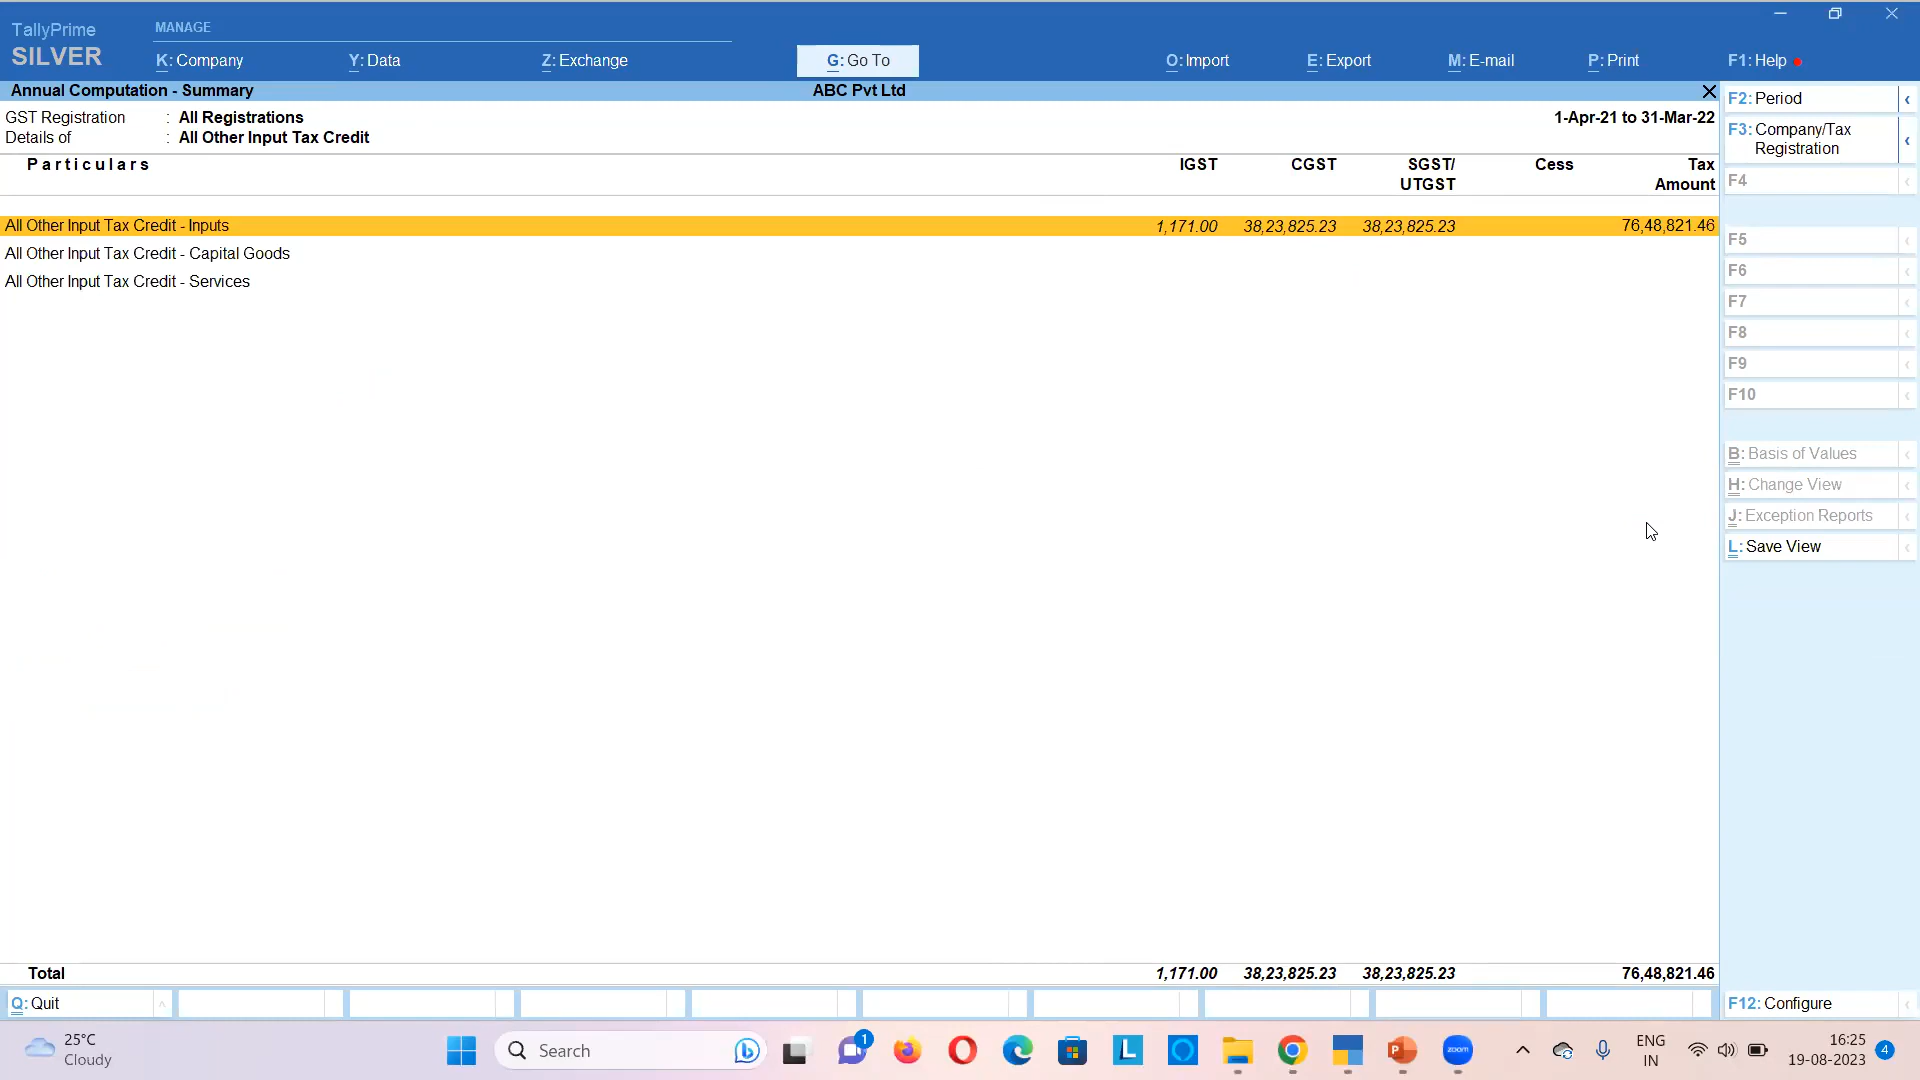 TallyPrime
SILVER
MANAGE
K: Company
Y: Data
Z: Exchange
G: Go To
O: Import
E: Export
M: E-mail
P: Print
F1: Help
Annual Computation - Summary
ABC Pvt Ltd
GST Registration : All Registrations
1-Apr-21 to 31-Mar-22
Details of : All Other Input Tax Credit
Particulars IGST CGST SGST/ Cess Tax
UTGST Amount
All Other Input Tax Credit - Inputs 1,171.00 38,23,825.23 38,23,825.23 76,48,821.46
All Other Input Tax Credit - Capital Goods
All Other Input Tax Credit - Services
Total 1,171.00 38,23,825.23 38,23,825.23 76,48,821.46
Q: Quit
F2: Period
F3: Company/Tax
Registration
F4
F5
F6
F7
F8
F9
F10
B: Basis of Values
H: Change View
J: Exception Reports
L: Save View
F12: Configure
25°C
Cloudy
Search
1
L
P
zoom
ENG
IN
16:25
19-08-2023
4